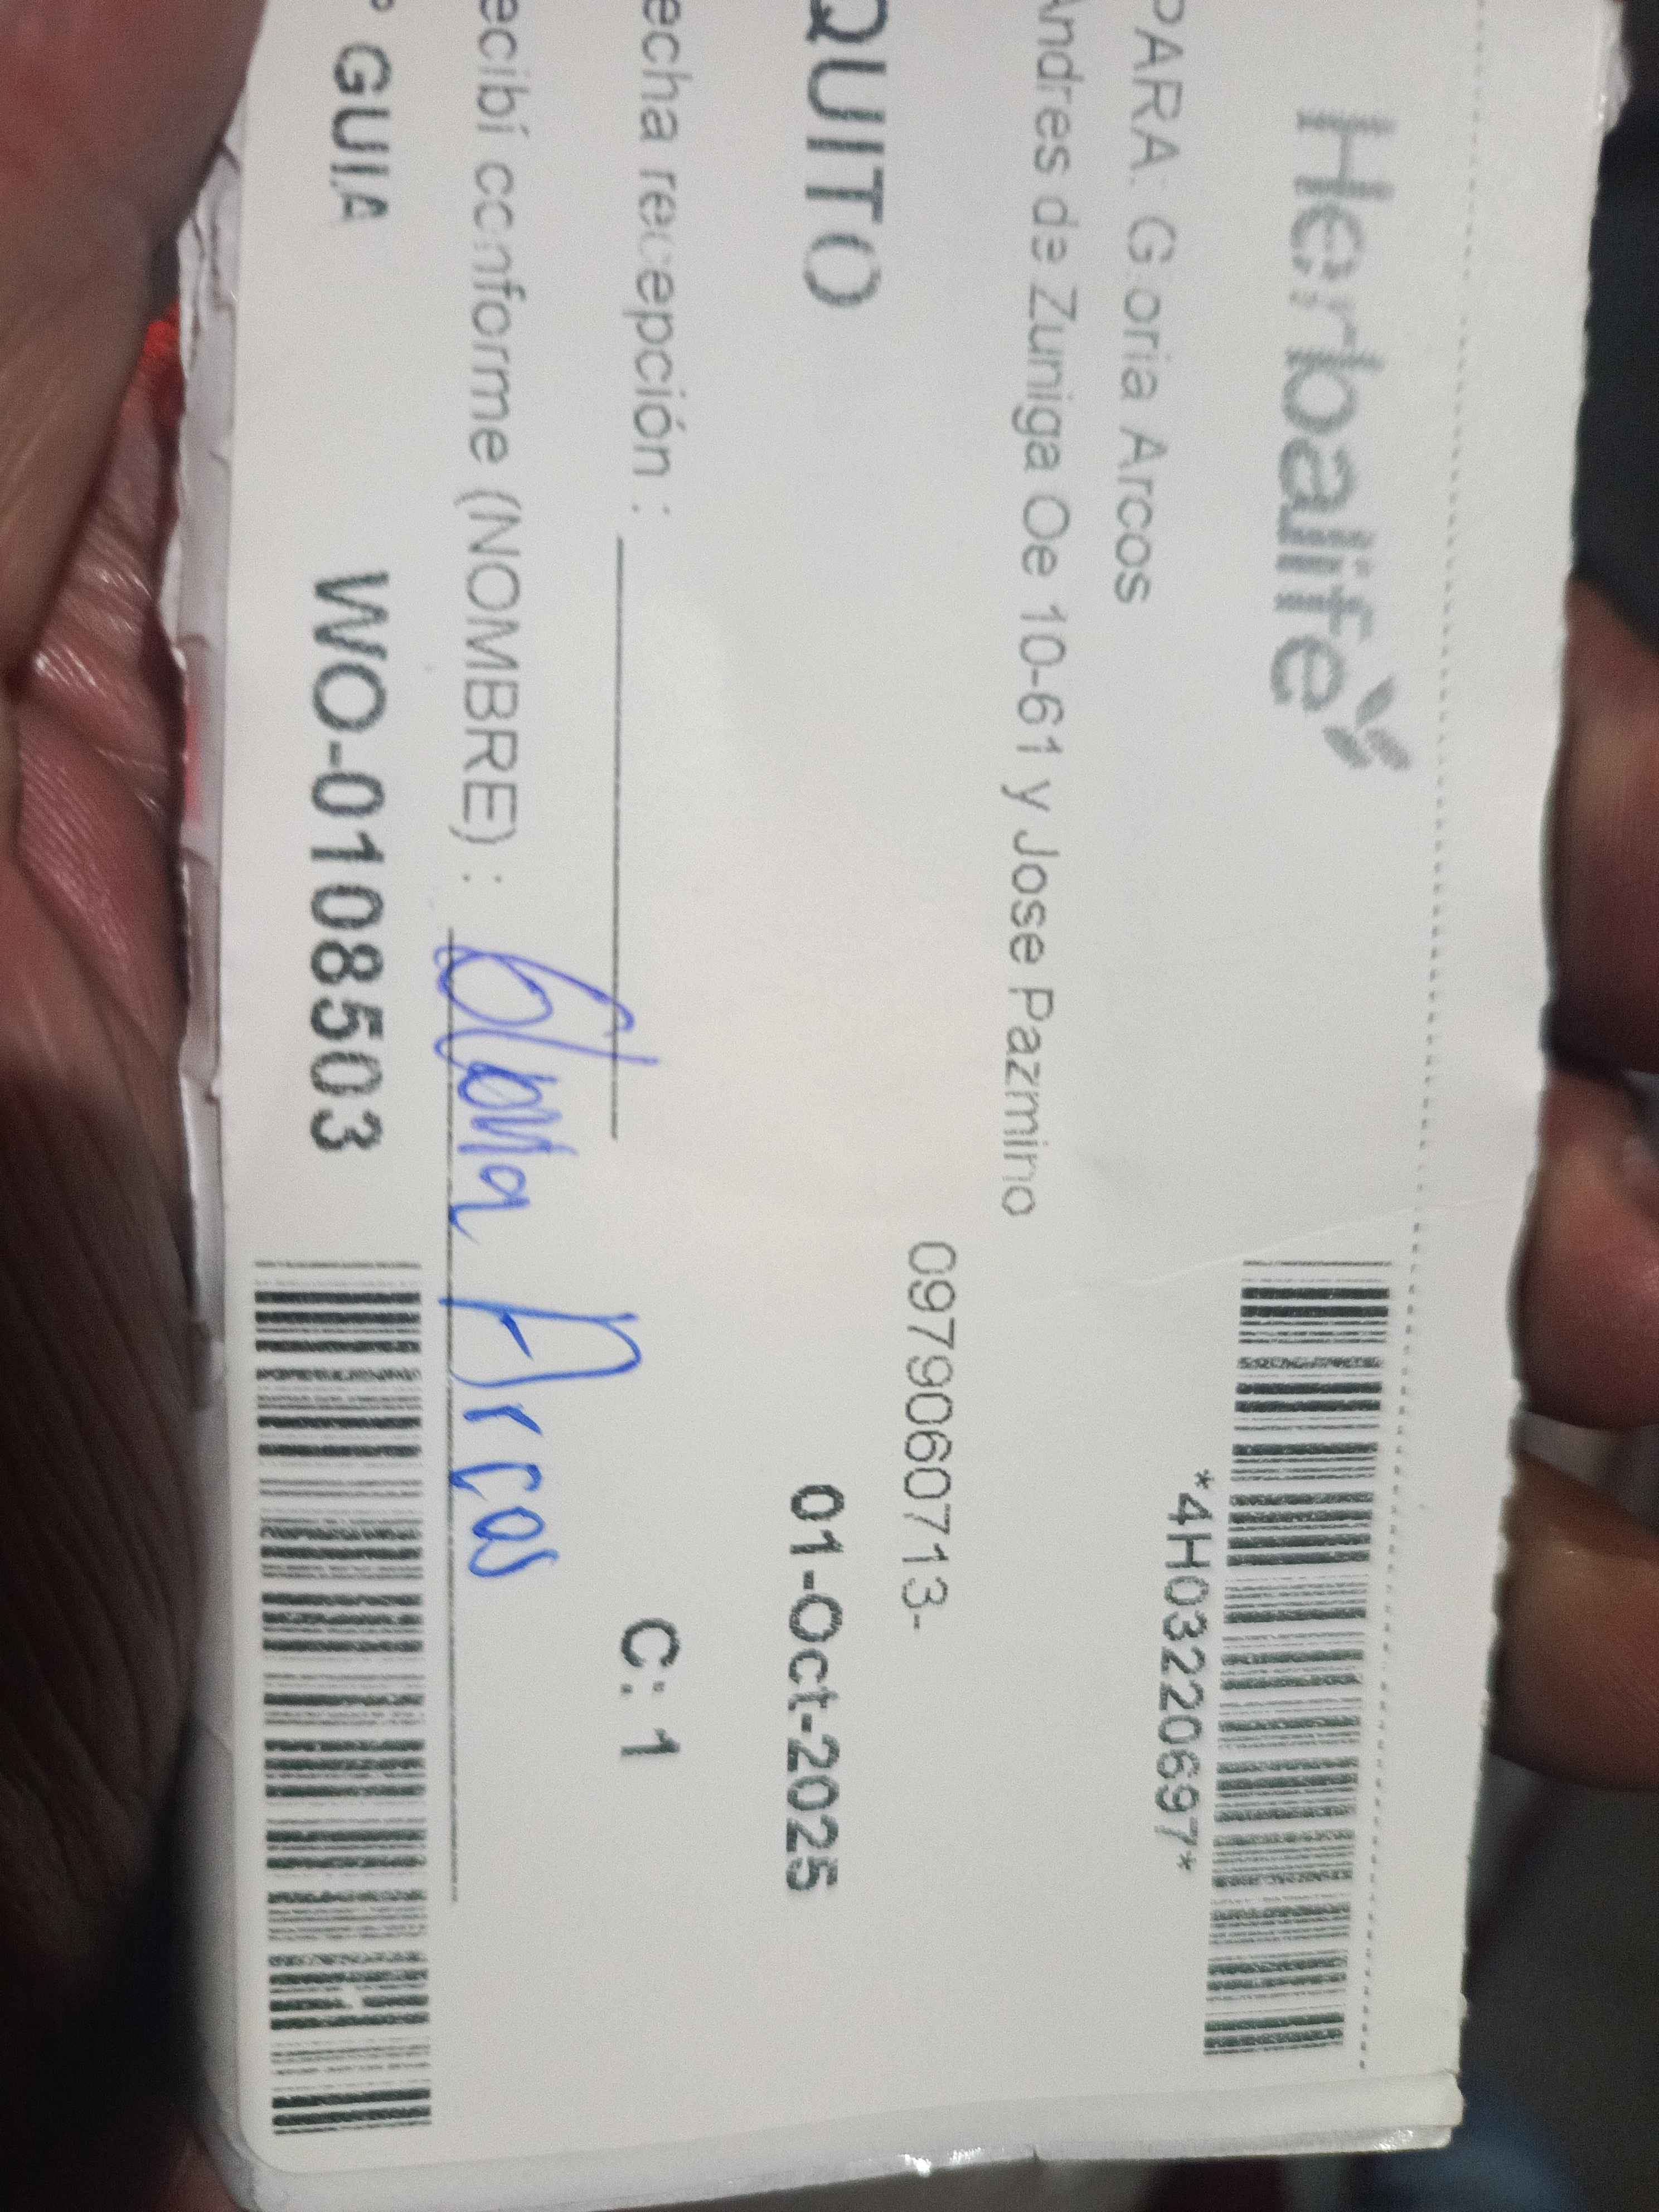 Herbalife
*4H03220697*
PARA: Gloria Arcos
Andres de Zuniga Oe 10-61 y Jose Pazmino
0979060713-
QUITO 01-Oct-2025
echa recepción : C: 1
ecibí conforme (NOMBRE) : Gloria Arcos
° GUIA WO-0108503